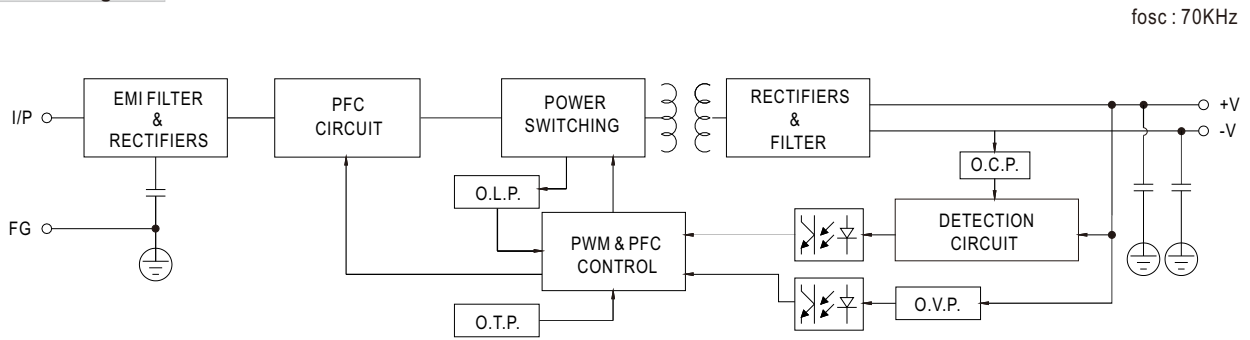 fosc : 70KHz
I/P
EMI FILTER
&
RECTIFIERS
PFC
CIRCUIT
POWER
SWITCHING
RECTIFIERS
&
FILTER
+V
-V
O.C.P.
O.L.P.
FG
PWM & PFC
CONTROL
DETECTION
CIRCUIT
O.T.P.
O.V.P.